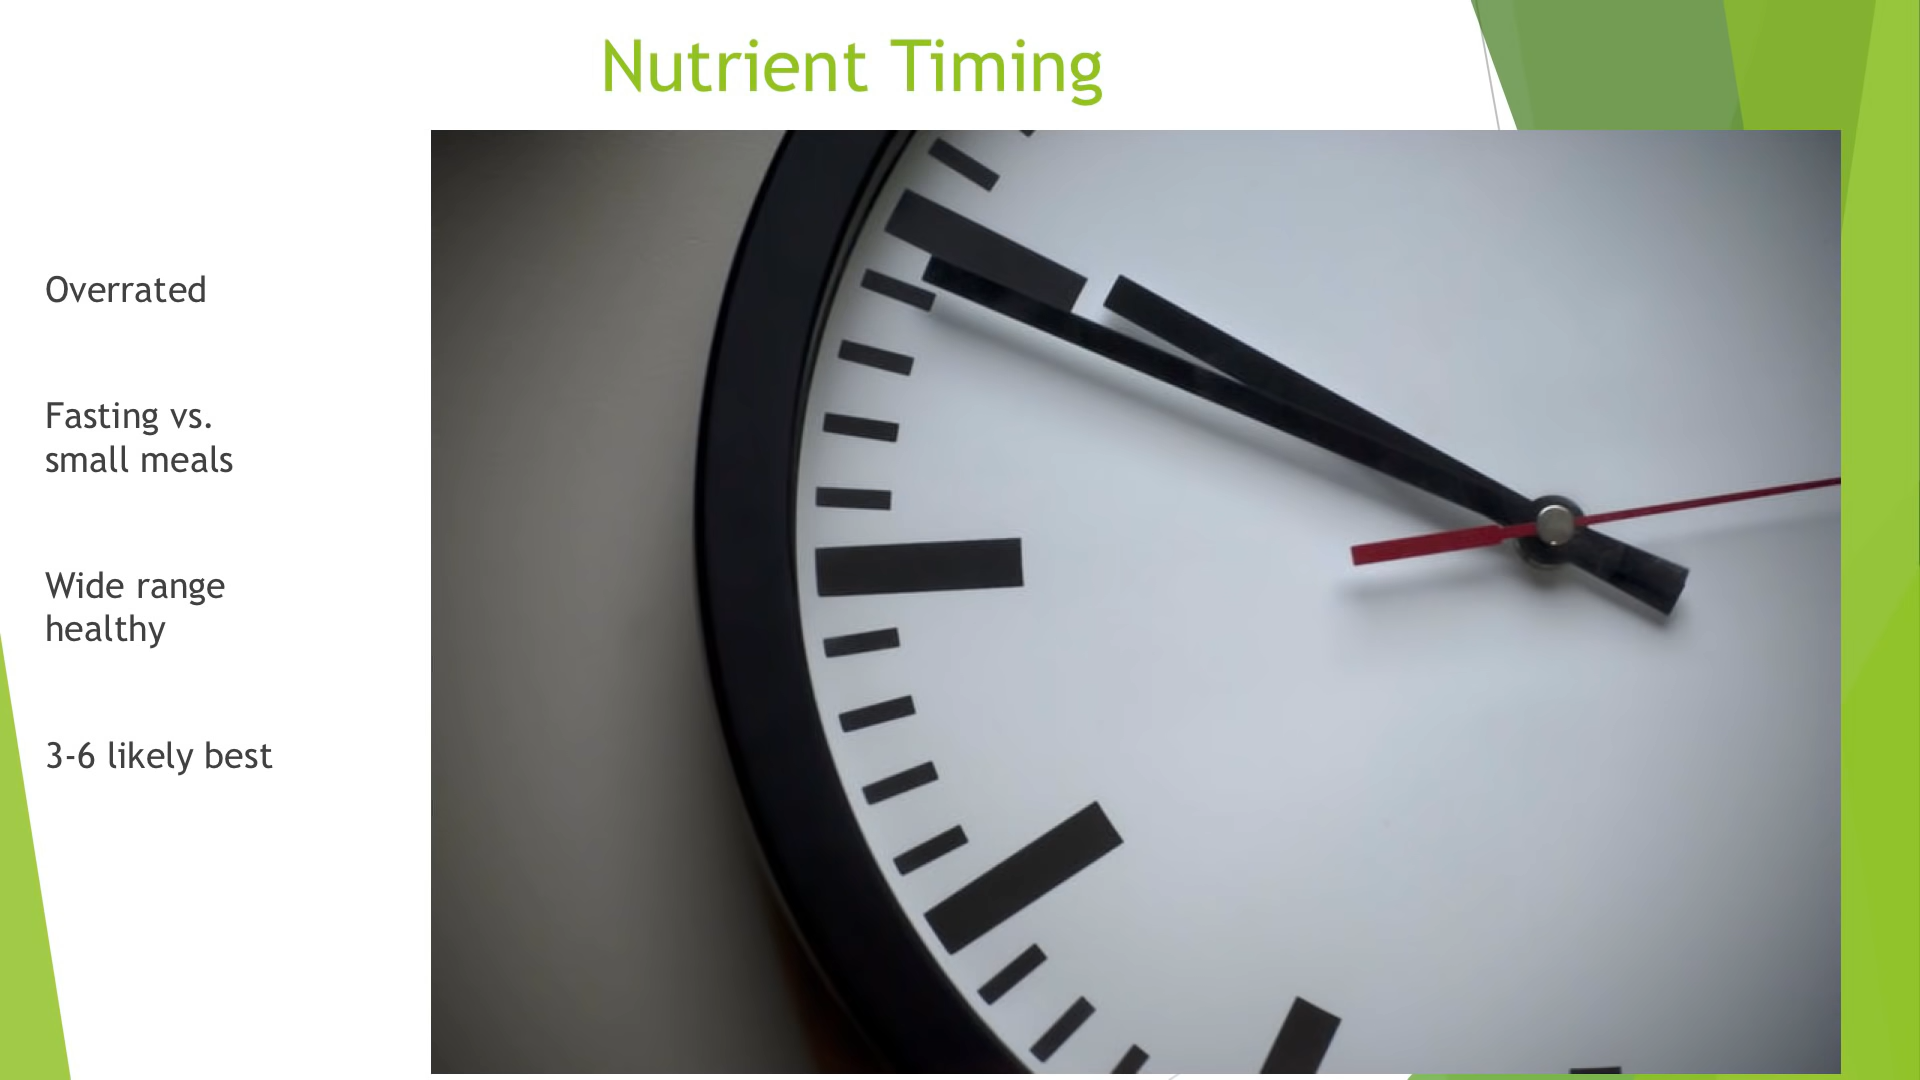 Nutrient Timing
Overrated
Fasting vs.
small meals
Wide range
healthy
3-6 likely best